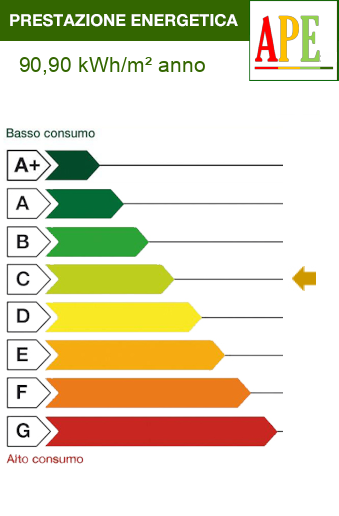 PRESTAZIONE ENERGETICA
APE
90,90 kWh/m² anno
Basso consumo
A+
A
B
C
D
E
F
G
Alto consumo